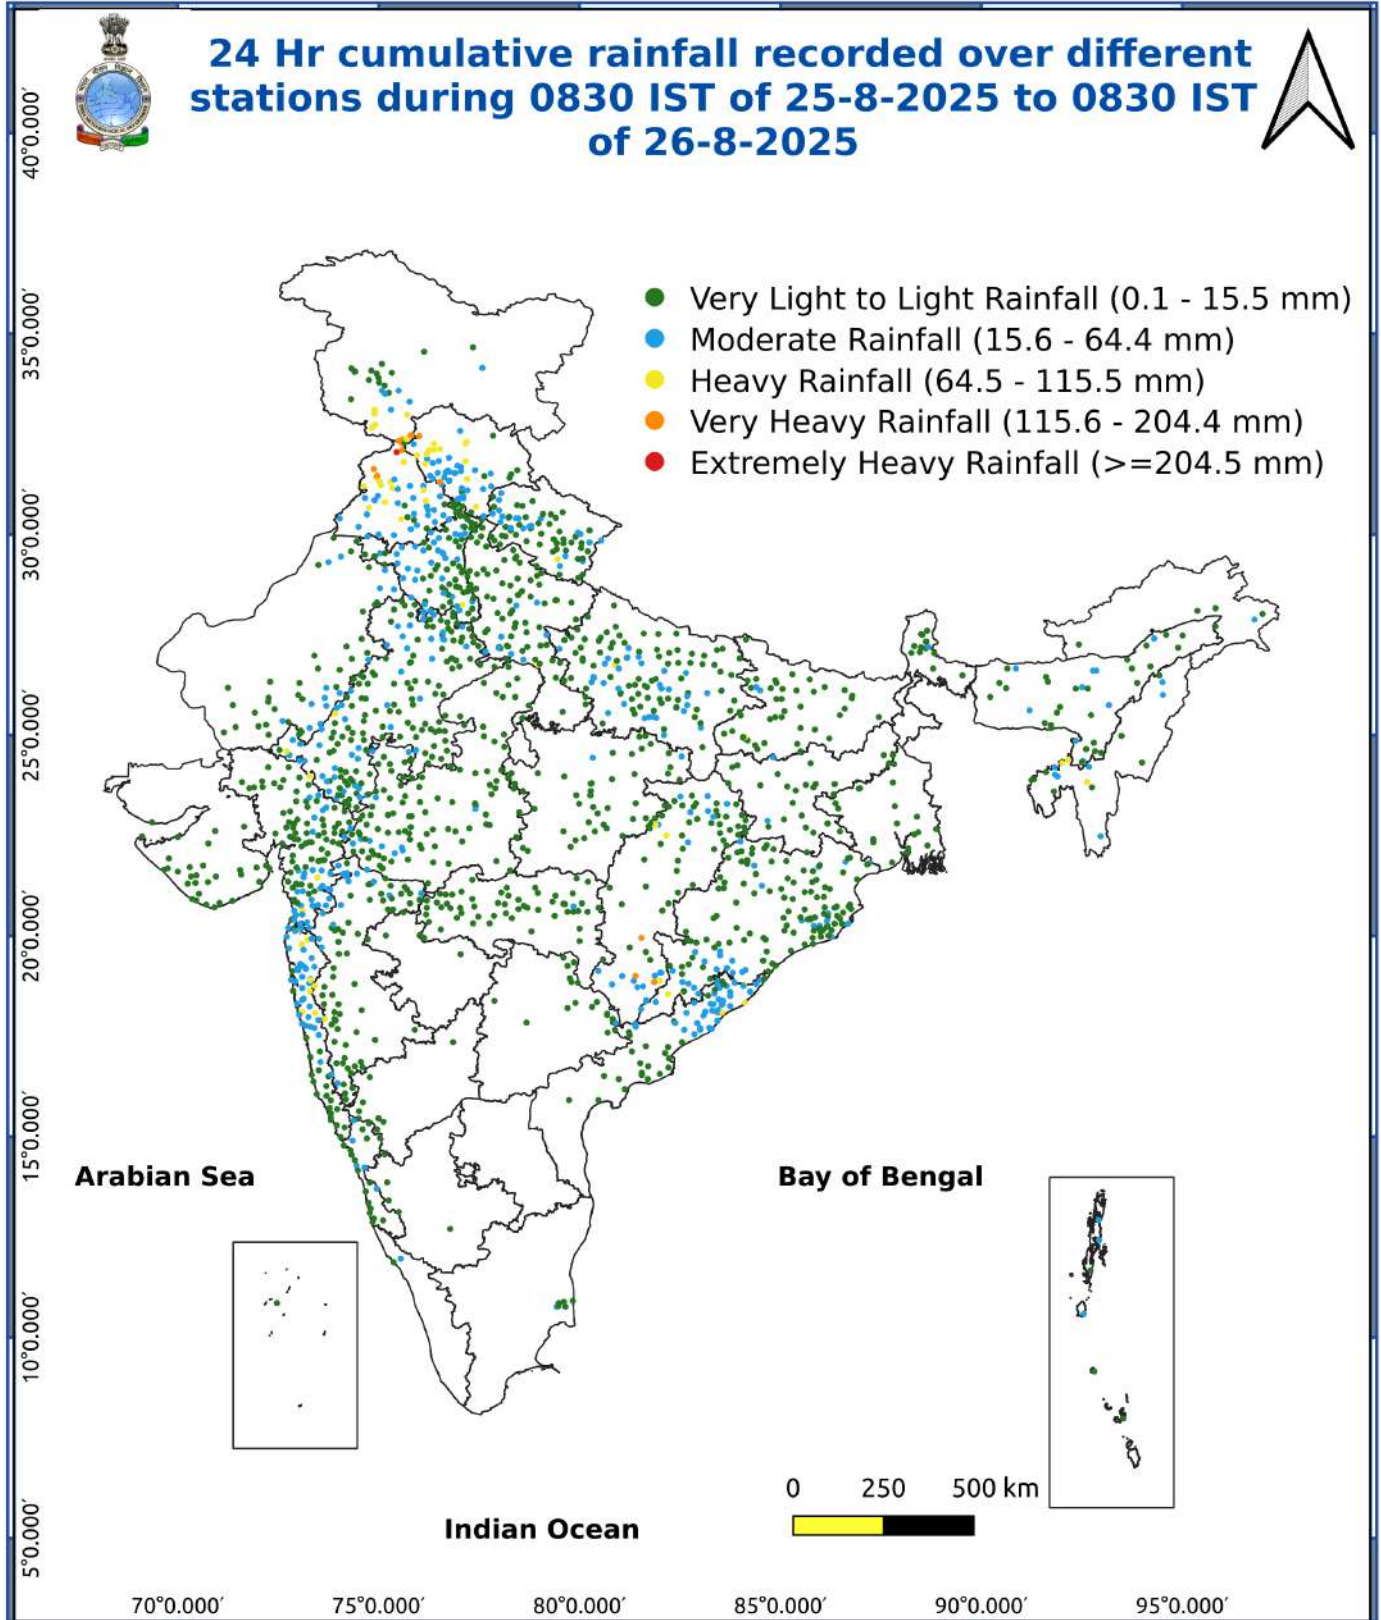 24 Hr cumulative rainfall recorded over different
stations during 0830 IST of 25-8-2025 to 0830 IST
of 26-8-2025
40°0.000′
35°0.000′
30°0.000′
25°0.000′
20°0.000′
15°0.000′
10°0.000′
5°0.000′
Very Light to Light Rainfall (0.1 - 15.5 mm)
Moderate Rainfall (15.6 - 64.4 mm)
Heavy Rainfall (64.5 - 115.5 mm)
Very Heavy Rainfall (115.6 - 204.4 mm)
Extremely Heavy Rainfall (>=204.5 mm)
Arabian Sea
Bay of Bengal
Indian Ocean
0 250 500 km
70°0.000′ 75°0.000′ 80°0.000′ 85°0.000′ 90°0.000′ 95°0.000′